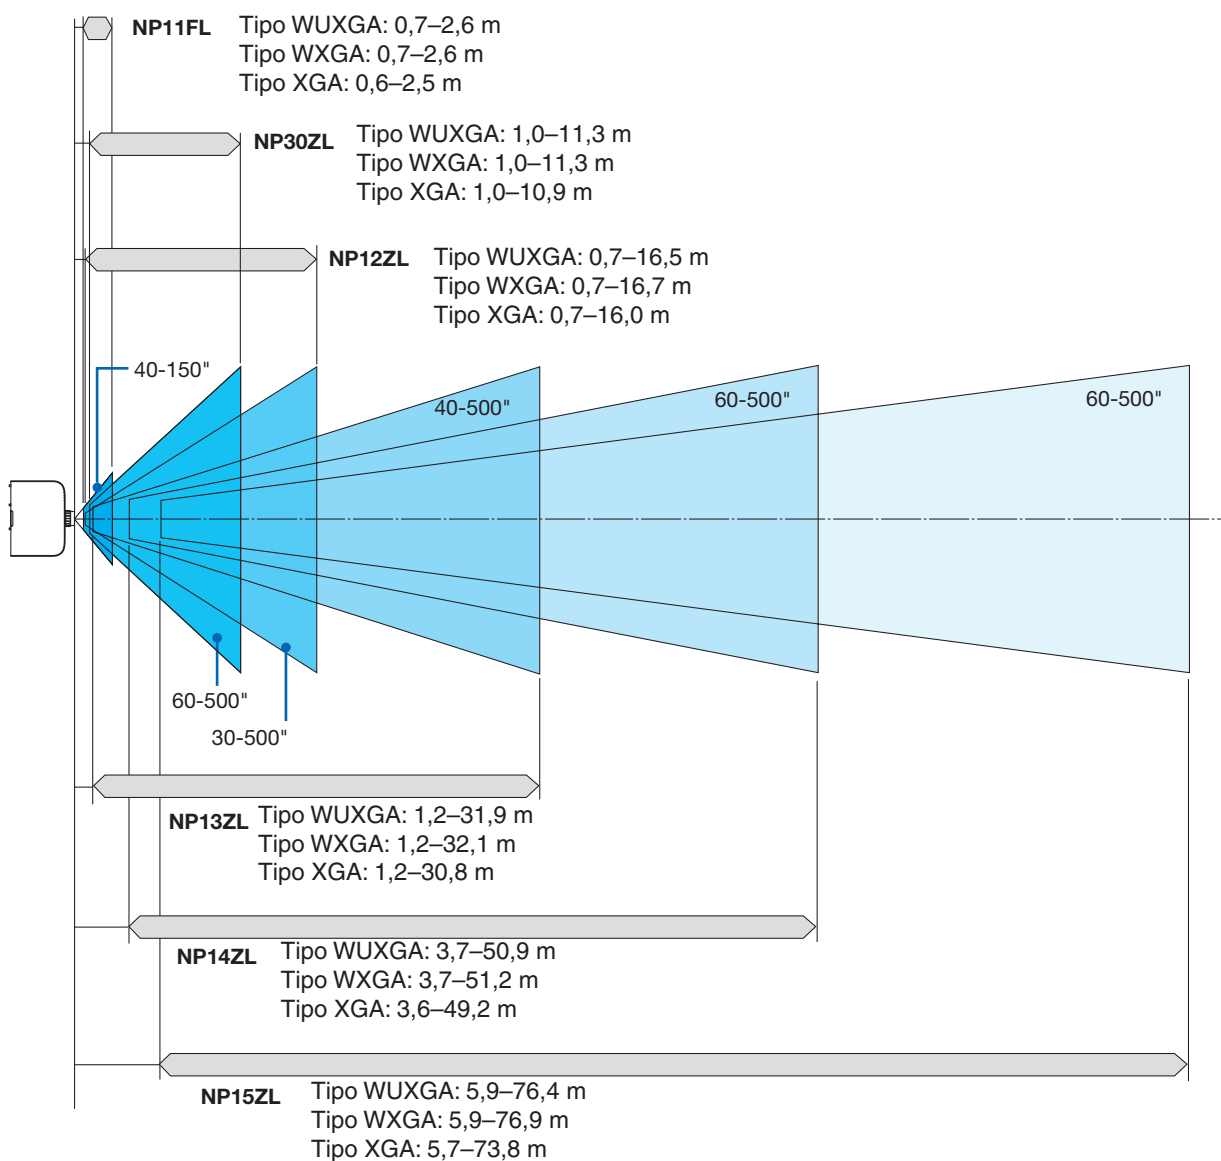 NP11FL Tipo WUXGA: 0,7–2,6 m
Tipo WXGA: 0,7–2,6 m
Tipo XGA: 0,6–2,5 m
NP30ZL Tipo WUXGA: 1,0–11,3 m
Tipo WXGA: 1,0–11,3 m
Tipo XGA: 1,0–10,9 m
NP12ZL Tipo WUXGA: 0,7–16,5 m
Tipo WXGA: 0,7–16,7 m
Tipo XGA: 0,7–16,0 m
40-150"
40-500"
60-500"
60-500"
60-500"
30-500"
NP13ZL Tipo WUXGA: 1,2–31,9 m
Tipo WXGA: 1,2–32,1 m
Tipo XGA: 1,2–30,8 m
NP14ZL Tipo WUXGA: 3,7–50,9 m
Tipo WXGA: 3,7–51,2 m
Tipo XGA: 3,6–49,2 m
NP15ZL Tipo WUXGA: 5,9–76,4 m
Tipo WXGA: 5,9–76,9 m
Tipo XGA: 5,7–73,8 m